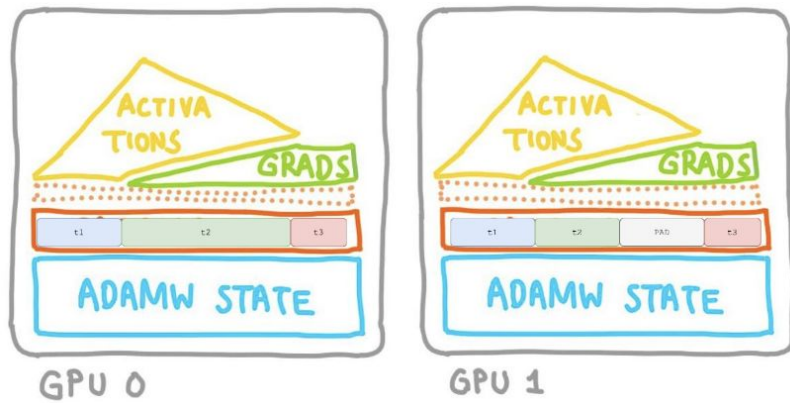 ACTIVA
TIONS
GRADS
t1 t2 t3
ADAMW STATE
GPU 0
ACTIVA
TIONS
GRADS
t1 t2 PAD t3
ADAMW STATE
GPU 1